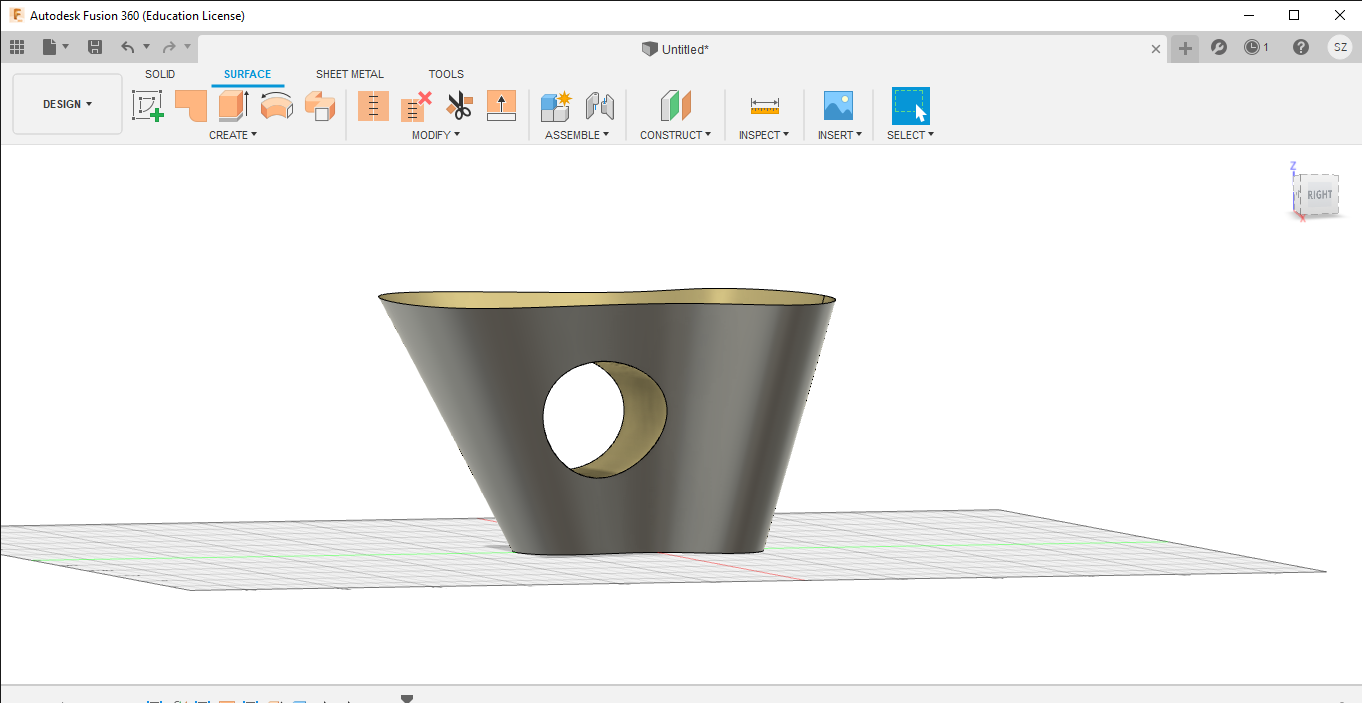 Autodesk Fusion 360 (Education License)
Untitled*
1
SZ
SOLID
SURFACE
SHEET METAL
TOOLS
DESIGN
CREATE
MODIFY
ASSEMBLE
CONSTRUCT
INSPECT
INSERT
SELECT
Z
RIGHT
X